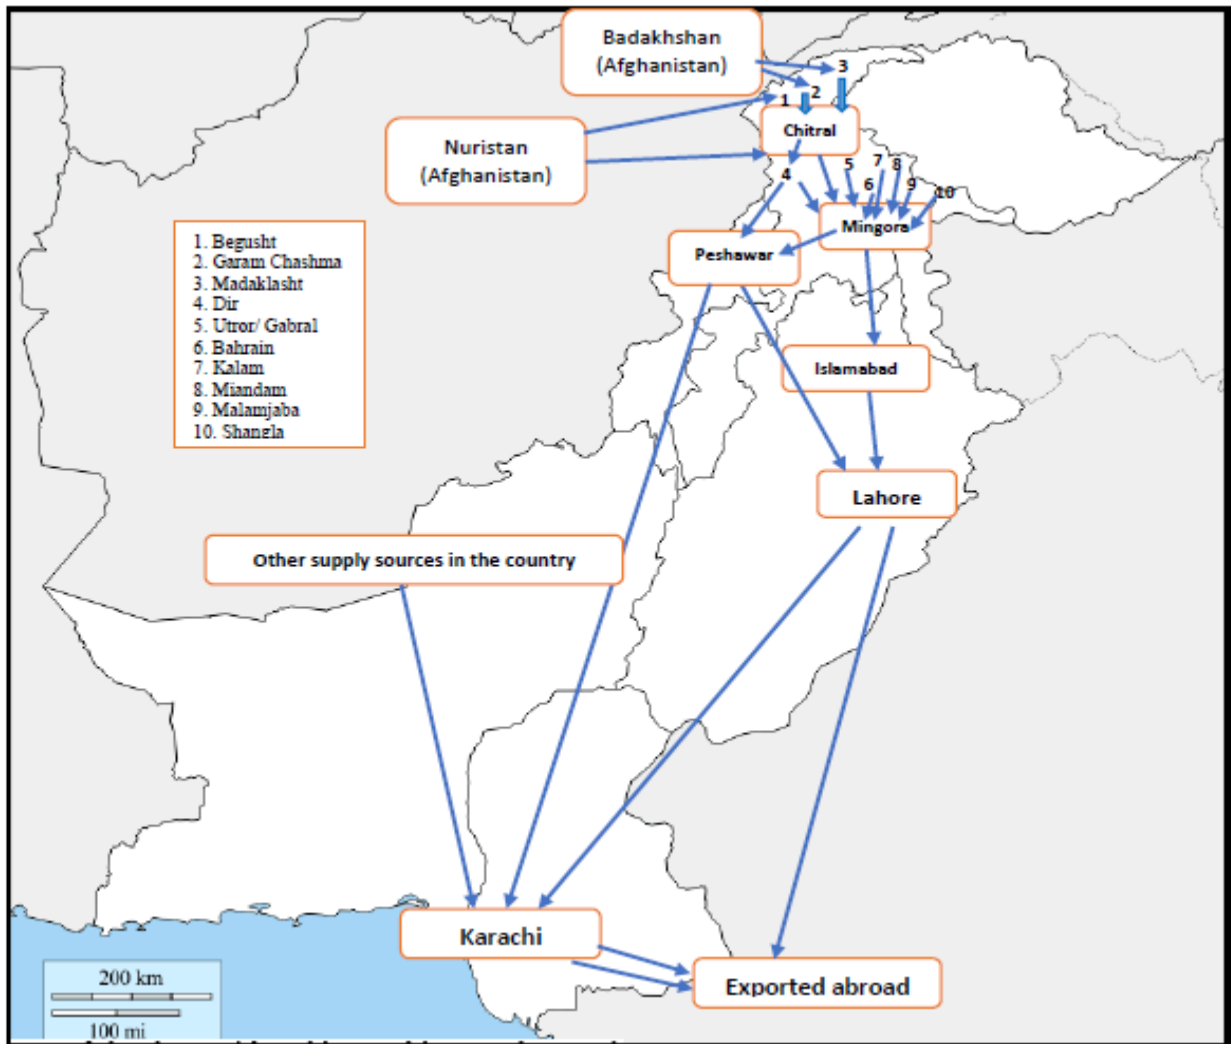 Badakhshan
(Afghanistan)
3
2
1
Chitral
Nuristan
(Afghanistan)
4
5
7
8
6
9
10
Mingora
Peshawar
1. Begusht
2. Garam Chashma
3. Madaklasht
4. Dir
5. Utror/ Gabral
6. Bahrain
7. Kalam
8. Miandam
9. Malamjaba
10. Shangla
Islamabad
Lahore
Other supply sources in the country
Karachi
Exported abroad
200 km
100 mi